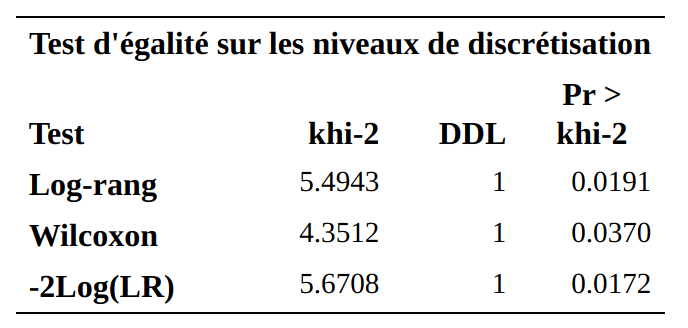 Test d'égalité sur les niveaux de discrétisation
Pr >
Test khi-2 DDL khi-2
Log-rang 5.4943 1 0.0191
Wilcoxon 4.3512 1 0.0370
-2Log(LR) 5.6708 1 0.0172